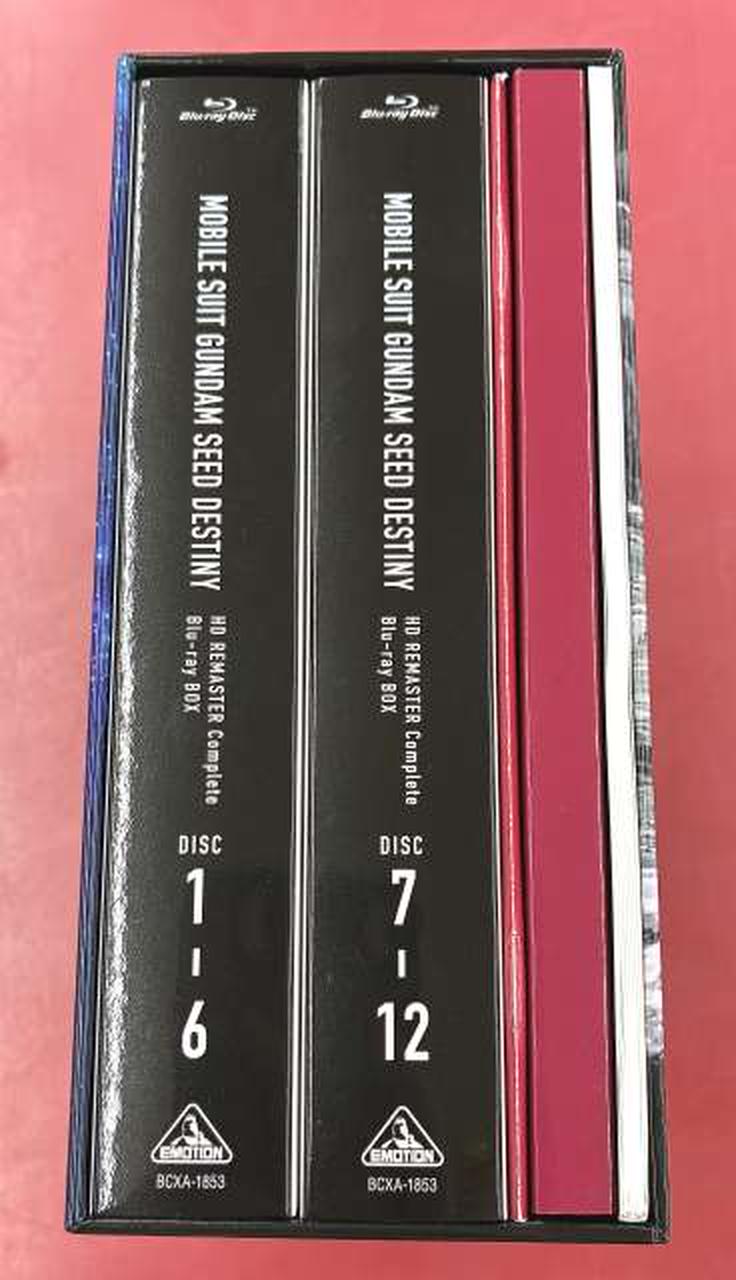 Blu-ray Disc
MOBILE SUIT GUNDAM SEED DESTINY
HD REMASTER Complete
Blu-ray BOX
DISC
1
-
6
EMOTION
BCXA-1853
Blu-ray Disc
MOBILE SUIT GUNDAM SEED DESTINY
HD REMASTER Complete
Blu-ray BOX
DISC
7
-
12
EMOTION
BCXA-1853